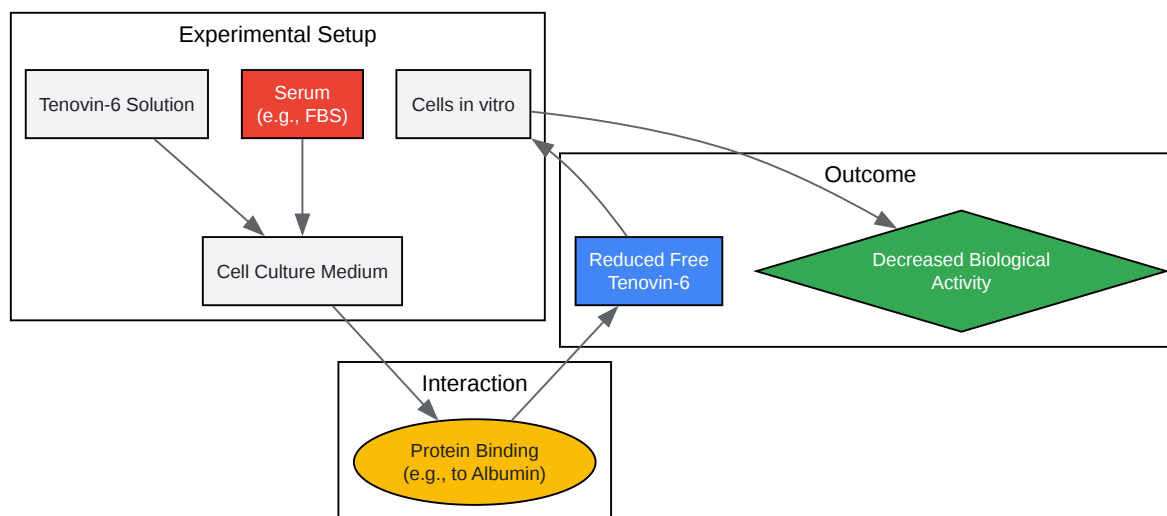 Experimental Setup
Tenovin-6 Solution
Serum
(e.g., FBS)
Cells in vitro
Cell Culture Medium
Outcome
Reduced Free
Tenovin-6
Decreased Biological
Activity
Interaction
Protein Binding
(e.g., to Albumin)